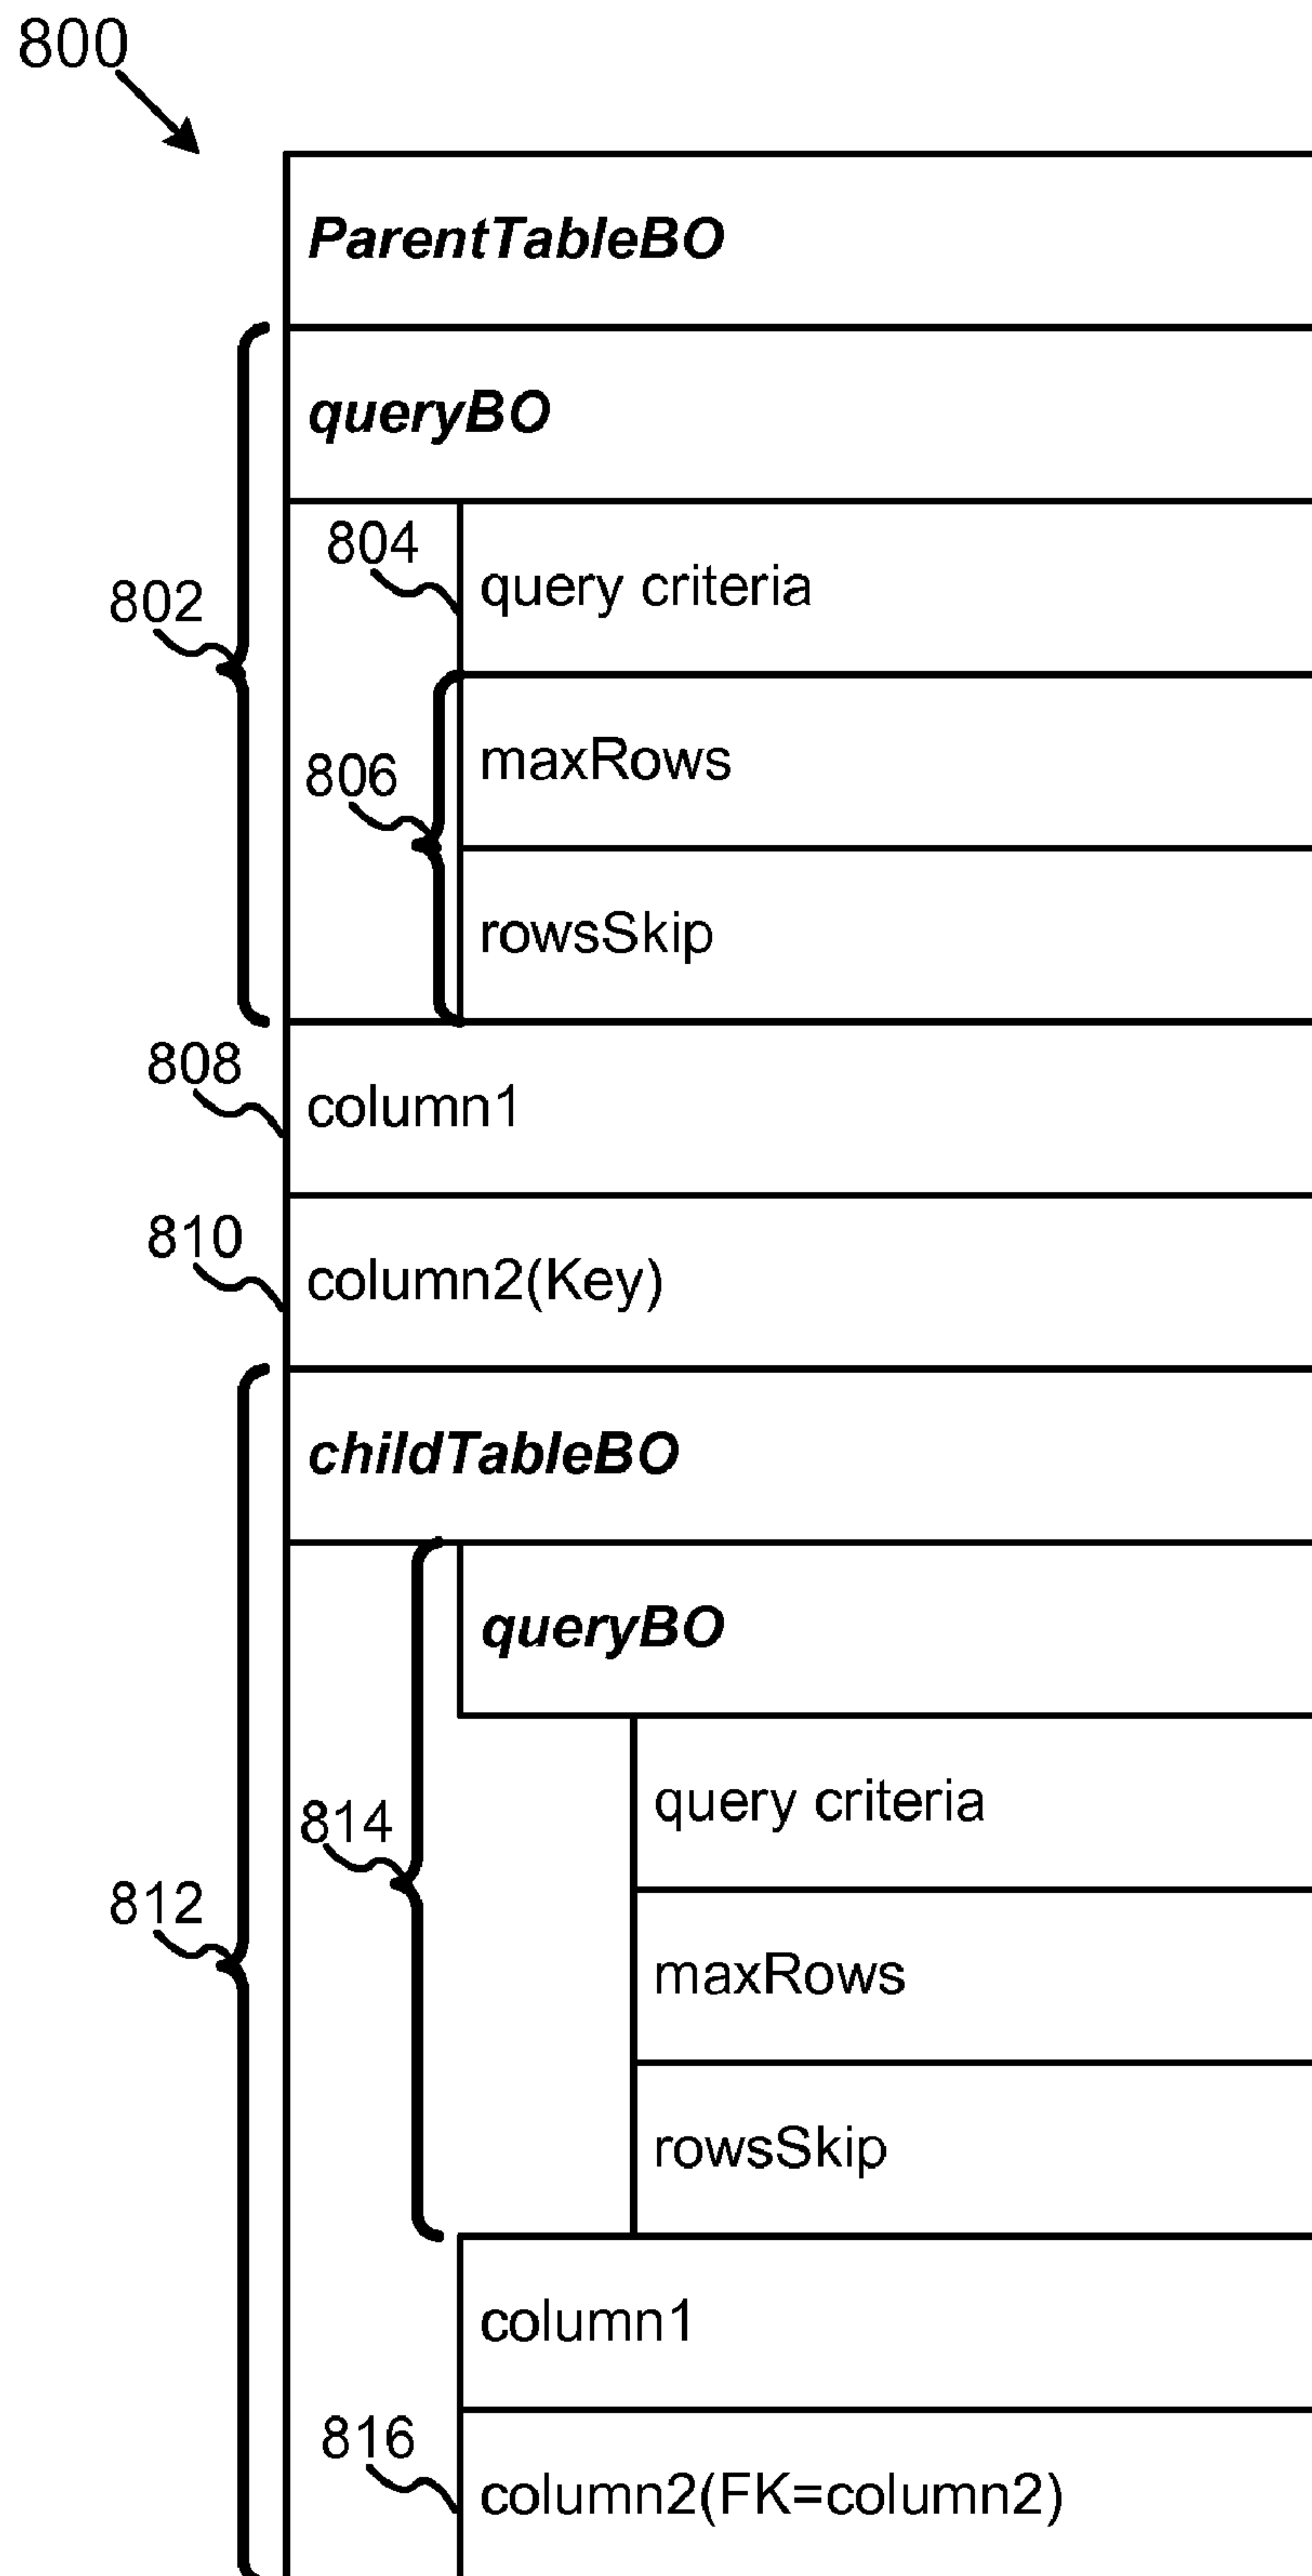 800
ParentTableBO
queryBO
804
query criteria
802
806
maxRows
rowsSkip
808
column1
810
column2(Key)
childTableBO
queryBO
814
query criteria
812
maxRows
rowsSkip
column1
816
column2(FK=column2)